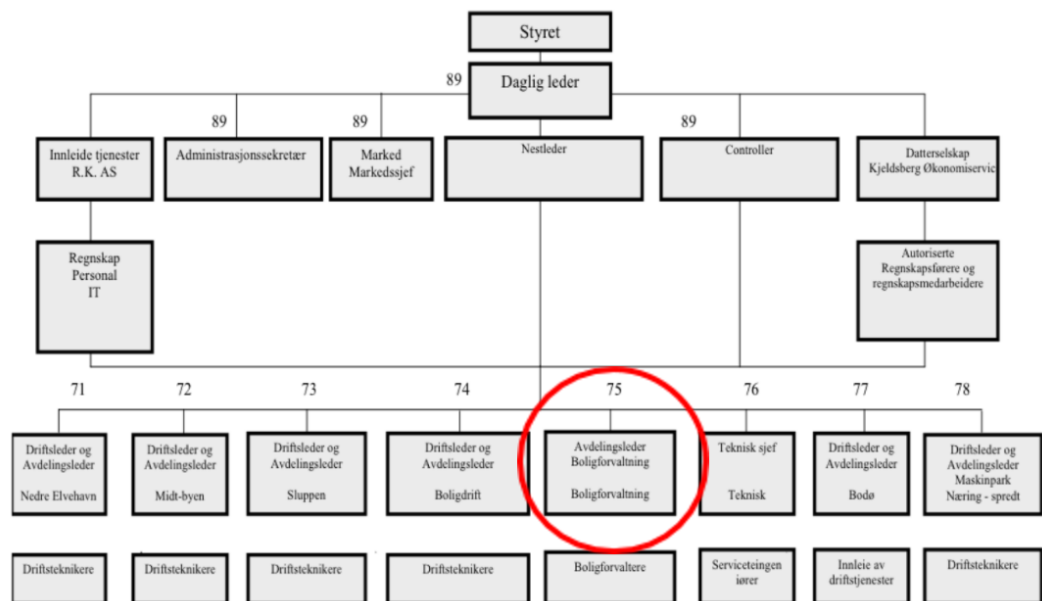 Styret
89
Daglig leder
89
89
89
Innleide tjenester
R.K. AS
Administrasjonssekretær
Marked
Markedssjef
Nestleder
Controller
Datterselskap
Kjeldsberg Økonomiservic
Regnskap
Personal
IT
Autoriserte
Regnskapsførere og
regnskapsmedarbeidere
71
72
73
74
75
76
77
78
Driftsleder og
Avdelingsleder
Nedre Elvehavn
Driftsleder og
Avdelingsleder
Midt-byen
Driftsleder og
Avdelingsleder
Sluppen
Driftsleder og
Avdelingsleder
Boligdrift
Avdelingsleder
Boligforvaltning
Boligforvaltning
Teknisk sjef
Teknisk
Driftsleder og
Avdelingsleder
Bodø
Driftsleder og
Avdelingsleder
Maskinpark
Næring - spredt
Driftsteknikere
Driftsteknikere
Driftsteknikere
Driftsteknikere
Boligforvaltere
Serviceteingen
iører
Innleie av
driftstjenester
Driftsteknikere